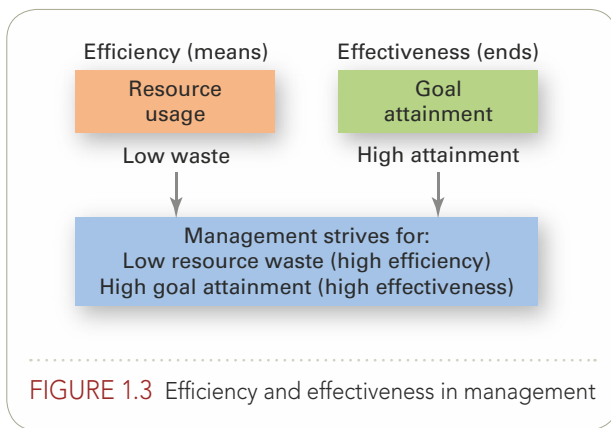 Efficiency (means)
Effectiveness (ends)
Resource
usage
Goal
attainment
Low waste
High attainment
Management strives for:
Low resource waste (high efficiency)
High goal attainment (high effectiveness)
FIGURE 1.3 Efficiency and effectiveness in management